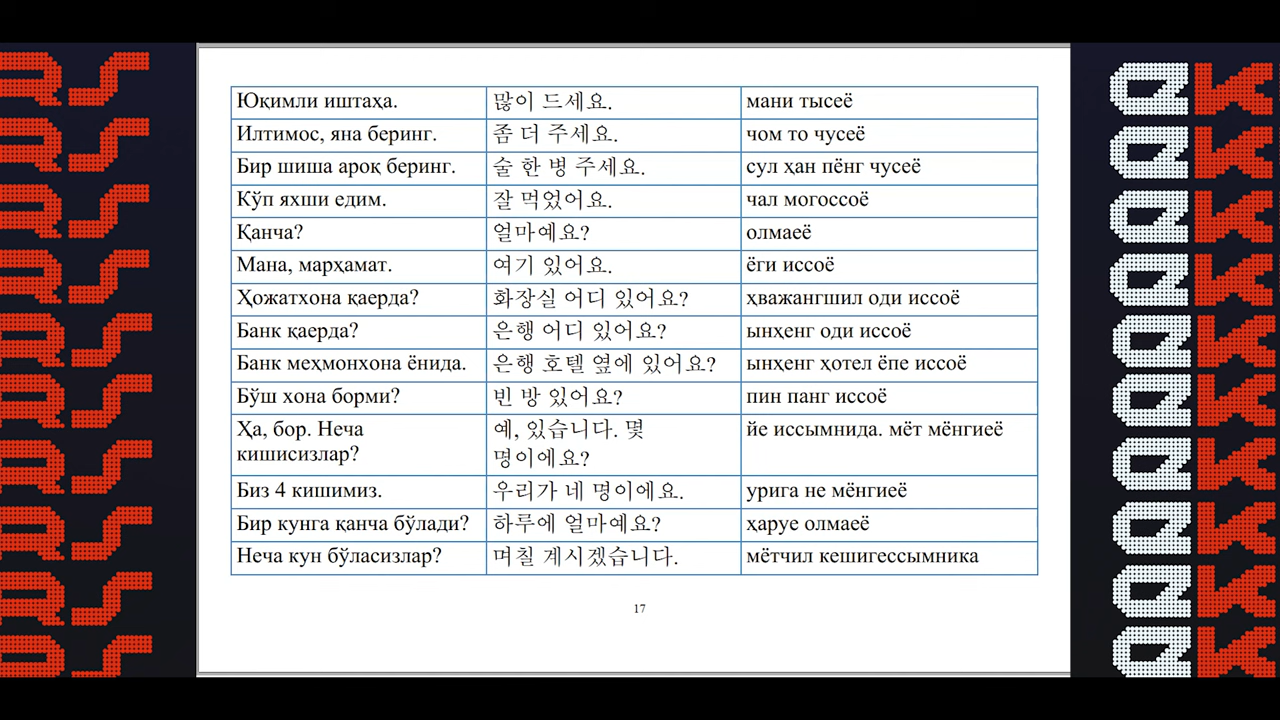 Юқимли иштаҳа. 많이 드세요. мани тысеё
Илтимос, яна беринг. 좀 더 주세요. чом то чусеё
Бир шиша ароқ беринг. 술 한 병 주세요. сул ҳан пёнг чусеё
Кўп яхши едим. 잘 먹었어요. чал могоссоё
Қанча? 얼마예요? олмаеё
Мана, марҳамат. 여기 있어요. ёги иссоё
Ҳожатхона қаерда? 화장실 어디 있어요? ҳважангшил оди иссоё
Банк қаерда? 은행 어디 있어요? ынҳенг оди иссоё
Банк меҳмонхона ёнида. 은행 호텔 옆에 있어요? ынҳенг ҳотел ёпе иссоё
Бўш хона борми? 빈 방 있어요? пин панг иссоё
Ҳа, бор. Неча 예, 있습니다. 몇 йе иссымнида. мёт мёнгиеё
кишисизлар? 명이에요?
Биз 4 кишимиз. 우리가 네 명이에요. урига не мёнгиеё
Бир кунга қанча бўлади? 하루에 얼마예요? ҳаруе олмаеё
Неча кун бўласизлар? 며칠 계시겠습니다. мётчил кешигессымника
17